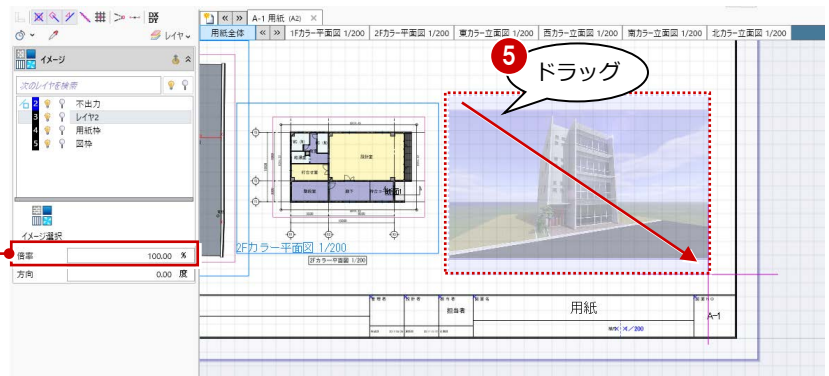 A-1 用紙 (A2)
用紙全体
1Fカラー平面図 1/200
2Fカラー平面図 1/200
東カラー立面図 1/200
西カラー立面図 1/200
南カラー立面図 1/200
北カラー立面図 1/200
レイヤ
イメージ
次のレイヤを検索
2 不出力
3 レイヤ2
4 用紙枠
5 図枠
イメージ選択
倍率 100.00 %
方向 0.00 度
5
ドラッグ
2Fカラー平面図 1/200
2Fカラー平面図 1/200
担当者
用紙
A-1